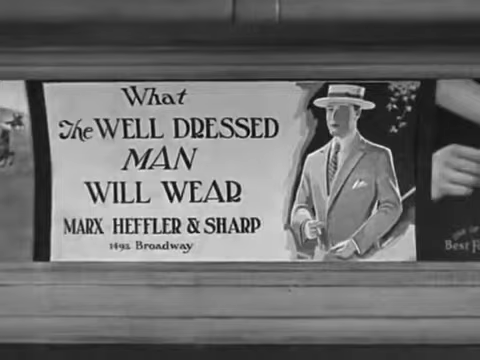 What
The WELL DRESSED
MAN
WILL WEAR
MARX HEFFLER & SHARP
1492 Broadway
Best